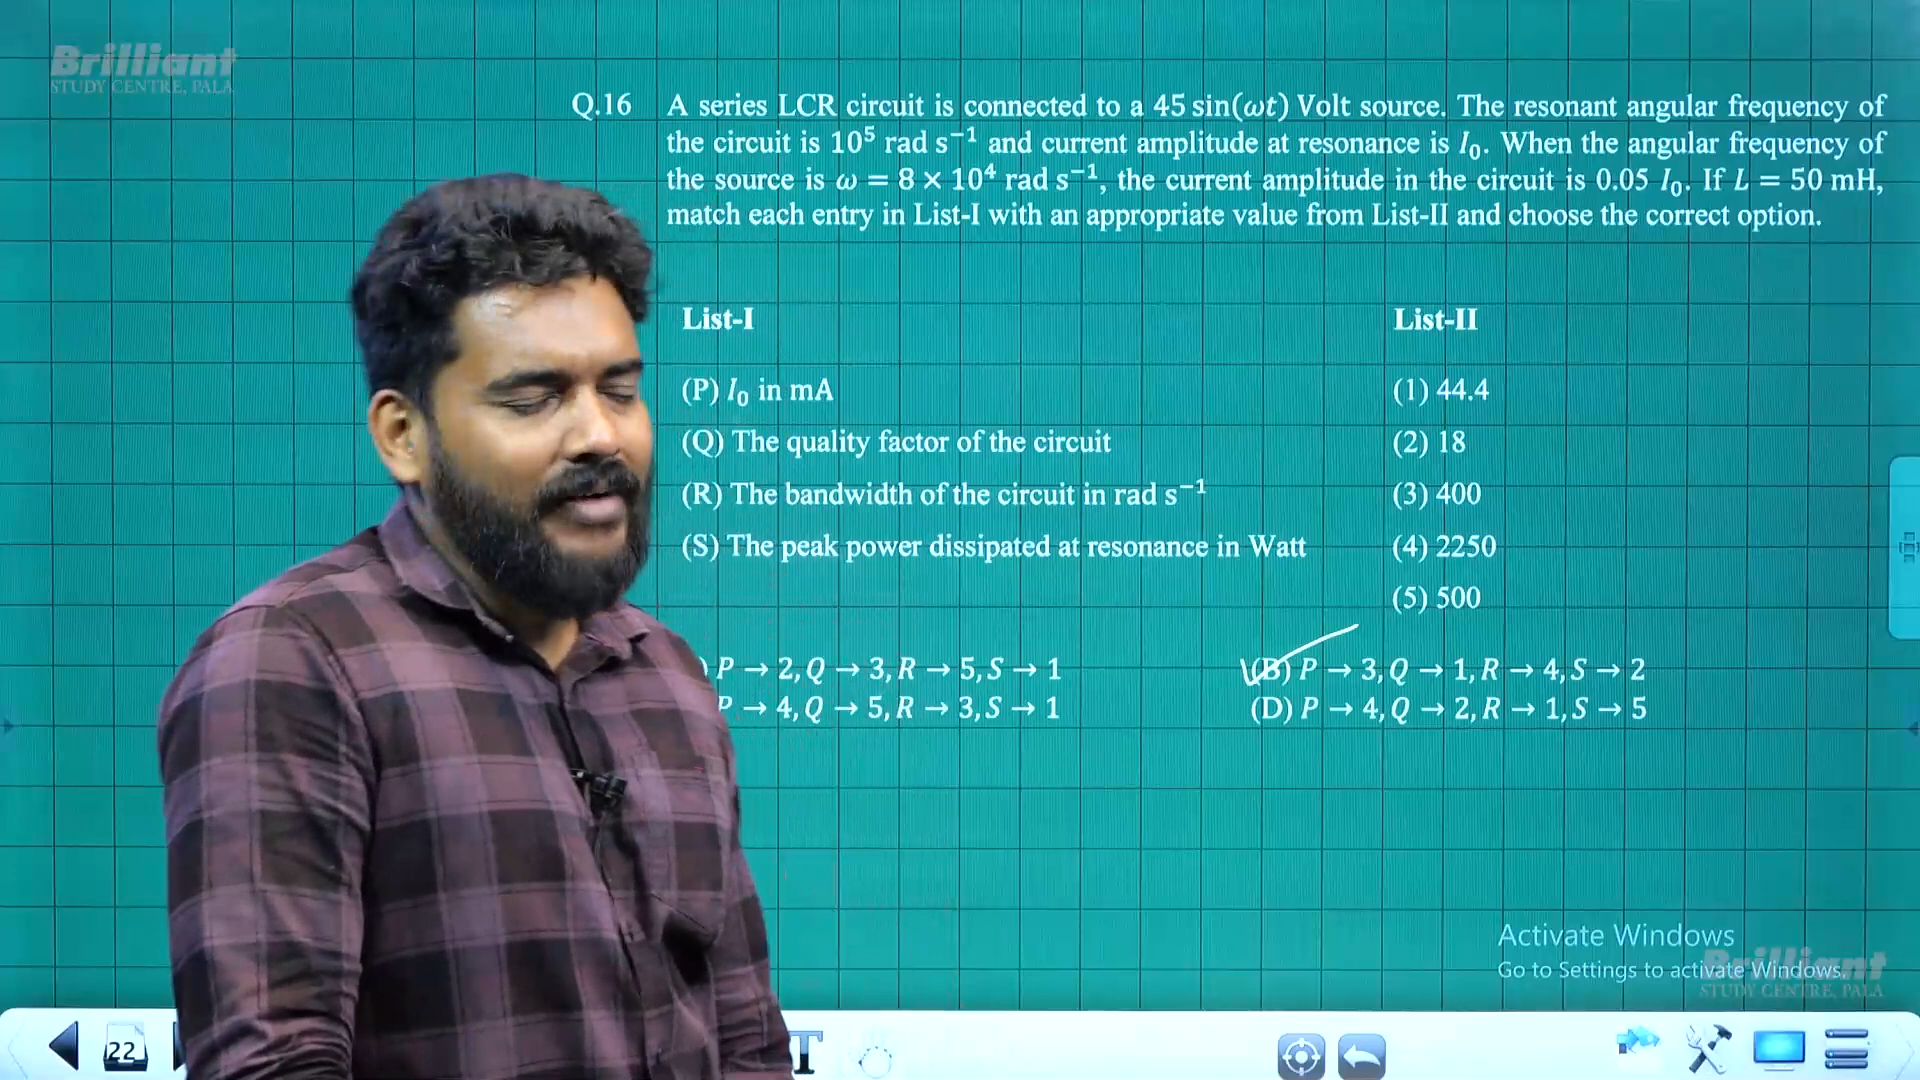 Brilliant
STUDY CENTRE, PALA
Q.16 A series LCR circuit is connected to a 45 sin(ωt) Volt source. The resonant angular frequency of
the circuit is 10⁵ rad s⁻¹ and current amplitude at resonance is I₀. When the angular frequency of
the source is ω = 8 × 10⁴ rad s⁻¹, the current amplitude in the circuit is 0.05 I₀. If L = 50 mH,
match each entry in List-I with an appropriate value from List-II and choose the correct option.
List-I List-II
(P) I₀ in mA (1) 44.4
(Q) The quality factor of the circuit (2) 18
(R) The bandwidth of the circuit in rad s⁻¹ (3) 400
(S) The peak power dissipated at resonance in Watt (4) 2250
(5) 500
) P → 2, Q → 3, R → 5, S → 1 (B) P → 3, Q → 1, R → 4, S → 2
P → 4, Q → 5, R → 3, S → 1 (D) P → 4, Q → 2, R → 1, S → 5
Activate Windows
Go to Settings to activate Windows.
Brilliant
STUDY CENTRE, PALA
22
T